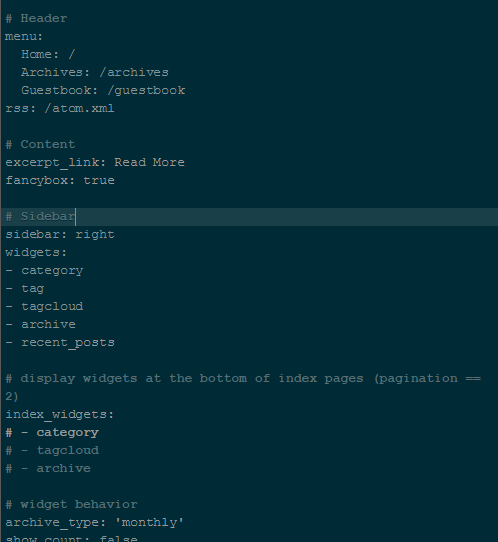 # Header
menu:
  Home: /
  Archives: /archives
  Guestbook: /guestbook
rss: /atom.xml
# Content
excerpt_link: Read More
fancybox: true
# Sidebar
sidebar: right
widgets:
- category
- tag
- tagcloud
- archive
- recent_posts
# display widgets at the bottom of index pages (pagination ==
2)
index_widgets:
# - category
# - tagcloud
# - archive
# widget behavior
archive_type: 'monthly'
show_count: false